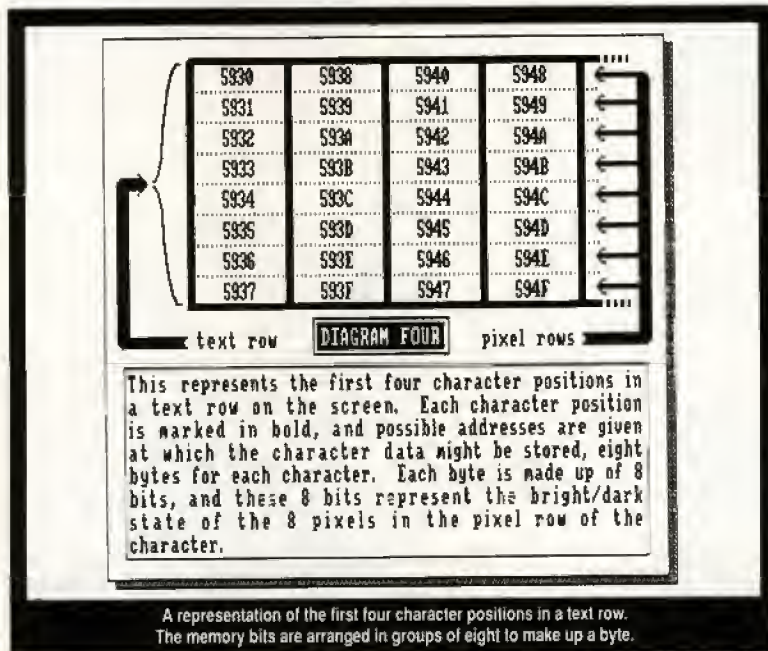 5930 5938 5940 5948
5931 5939 5941 5949
5932 593A 5942 594A
5933 593B 5943 594B
5934 593C 5944 594C
5935 593D 5945 594D
5936 593E 5946 594E
5937 593F 5947 594F
text row DIAGRAM FOUR pixel rows
This represents the first four character positions in
a text row on the screen. Each character position
is marked in bold, and possible addresses are given
at which the character data might be stored, eight
bytes for each character. Each byte is made up of 8
bits, and these 8 bits represent the bright/dark
state of the 8 pixels in the pixel row of the
character.
A representation of the first four character positions in a text row.
The memory bits are arranged in groups of eight to make up a byte.